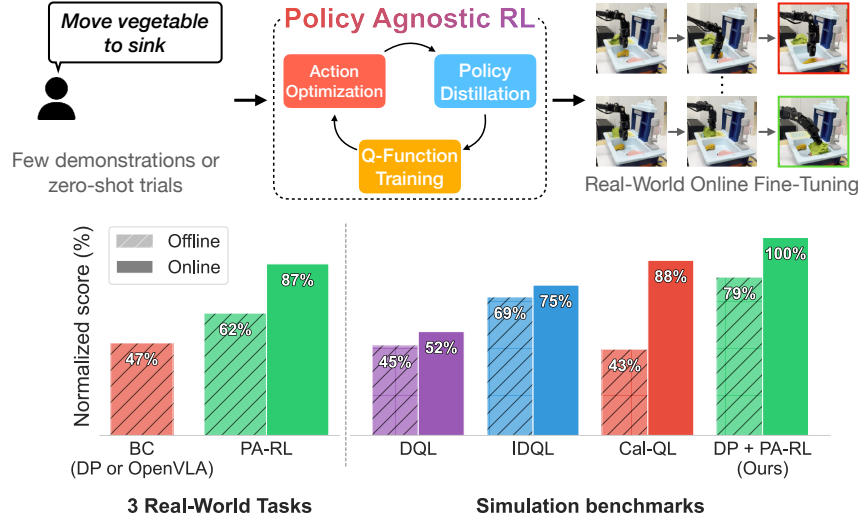 Move vegetable
to sink
Few demonstrations or
zero-shot trials
Policy Agnostic RL
Action
Optimization
Policy
Distillation
Q-Function
Training
Real-World Online Fine-Tuning
Normalized score (%)
Offline
Online
47%
62%
87%
45%
52%
69%
75%
43%
88%
79%
100%
BC
(DP or OpenVLA)
PA-RL
DQL
IDQL
Cal-QL
DP + PA-RL
(Ours)
3 Real-World Tasks
Simulation benchmarks